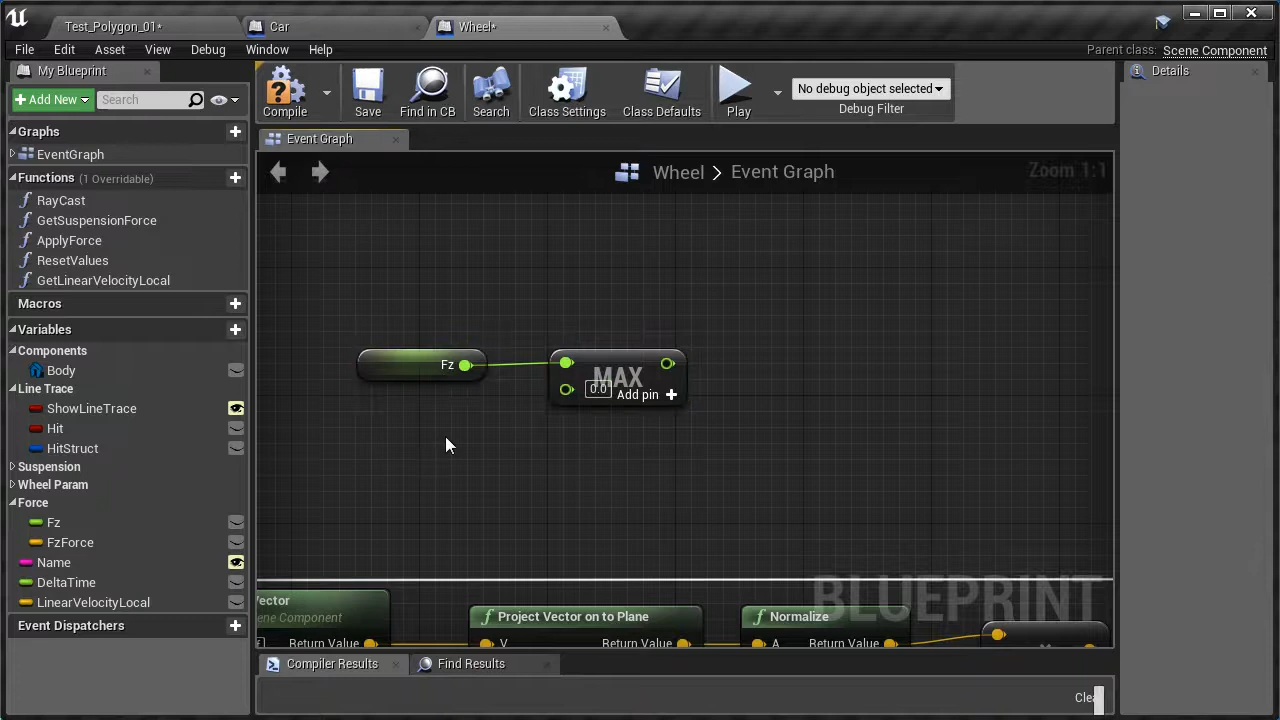 Test_Polygon_01*
Car
Wheel*
File Edit Asset View Debug Window Help
Parent class: Scene Component
My Blueprint
Add New
Search
Graphs
EventGraph
Functions (1 Overridable)
RayCast
GetSuspensionForce
ApplyForce
ResetValues
GetLinearVelocityLocal
Macros
Variables
Components
Body
Line Trace
ShowLineTrace
Hit
HitStruct
Suspension
Wheel Param
Force
Fz
FzForce
Name
DeltaTime
LinearVelocityLocal
Event Dispatchers
Compile
Save
Find in CB
Search
Class Settings
Class Defaults
Play
No debug object selected
Debug Filter
Event Graph
Wheel > Event Graph
Zoom 1:1
Fz
MAX
0.0
Add pin
BLUEPRINT
Vector
Return Value
Project Vector on to Plane
V Return Value
Normalize
A Return Value
Compiler Results
Find Results
Details